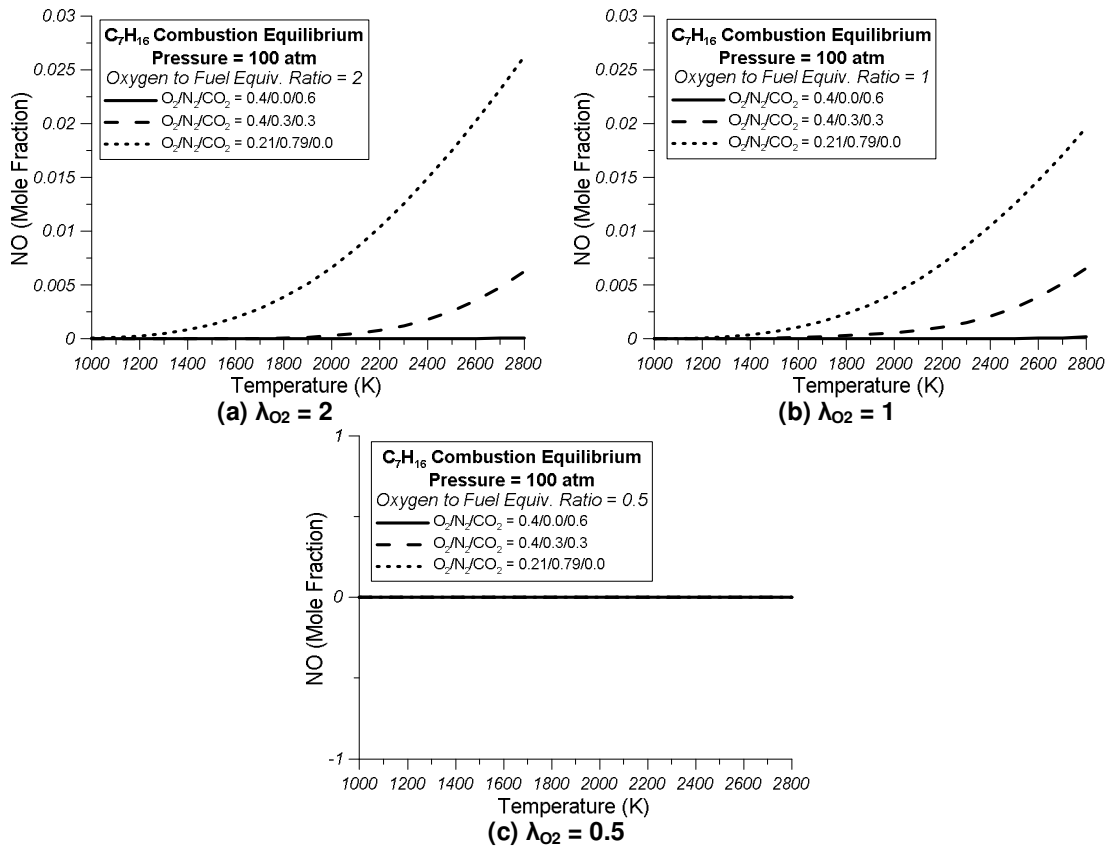 0.03
0.025
0.02
0.015
0.01
0.005
0
NO (Mole Fraction)
C₇H₁₆ Combustion Equilibrium
Pressure = 100 atm
Oxygen to Fuel Equiv. Ratio = 2
O₂/N₂/CO₂ = 0.4/0.0/0.6
O₂/N₂/CO₂ = 0.4/0.3/0.3
O₂/N₂/CO₂ = 0.21/0.79/0.0
1000 1200 1400 1600 1800 2000 2200 2400 2600 2800
Temperature (K)
(a) λO2 = 2
0.03
0.025
0.02
0.015
0.01
0.005
0
NO (Mole Fraction)
C₇H₁₆ Combustion Equilibrium
Pressure = 100 atm
Oxygen to Fuel Equiv. Ratio = 1
O₂/N₂/CO₂ = 0.4/0.0/0.6
O₂/N₂/CO₂ = 0.4/0.3/0.3
O₂/N₂/CO₂ = 0.21/0.79/0.0
1000 1200 1400 1600 1800 2000 2200 2400 2600 2800
Temperature (K)
(b) λO2 = 1
1
0
-1
NO (Mole Fraction)
C₇H₁₆ Combustion Equilibrium
Pressure = 100 atm
Oxygen to Fuel Equiv. Ratio = 0.5
O₂/N₂/CO₂ = 0.4/0.0/0.6
O₂/N₂/CO₂ = 0.4/0.3/0.3
O₂/N₂/CO₂ = 0.21/0.79/0.0
1000 1200 1400 1600 1800 2000 2200 2400 2600 2800
Temperature (K)
(c) λO2 = 0.5